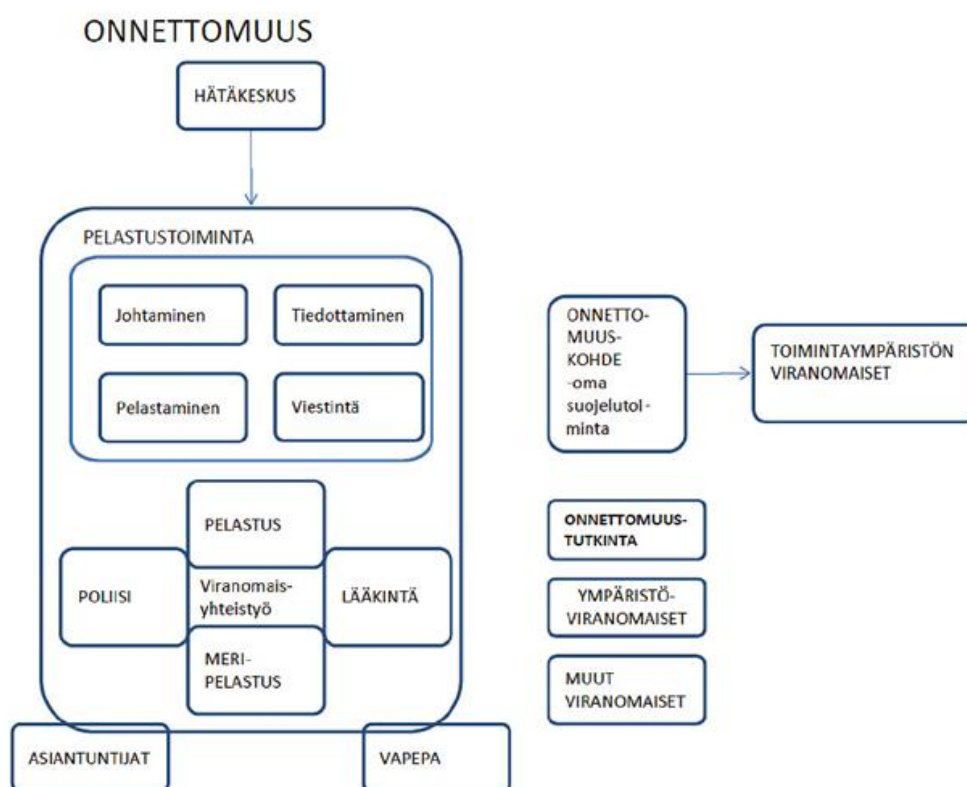 ONNETTOMUUS
HÄTÄKESKUS
PELASTUSTOIMINTA
Johtaminen
Tiedottaminen
Pelastaminen
Viestintä
PELASTUS
POLIISI
Viranomais-
yhteistyö
LÄÄKINTÄ
MERI-
PELASTUS
ASIANTUNTIJAT
VAPEPA
ONNETTO-
MUUS-
KOHDE
-oma
suojelutoi-
minta
TOIMINTAYMPÄRISTÖN
VIRANOMAISET
ONNETTOMUUS-
TUTKINTA
YMPÄRISTÖ-
VIRANOMAISET
MUUT
VIRANOMAISET